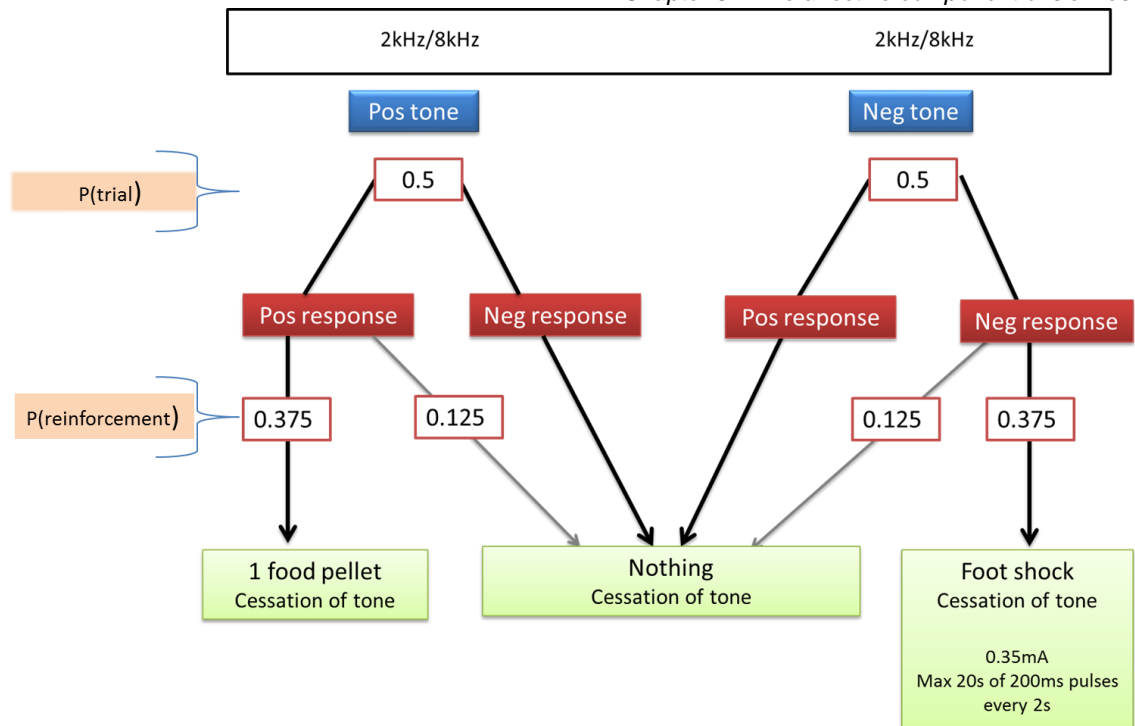 2kHz/8kHz 2kHz/8kHz
Pos tone Neg tone
P(trial) 0.5 0.5
Pos response Neg response Pos response Neg response
P(reinforcement) 0.375 0.125 0.125 0.375
1 food pellet
Cessation of tone
Nothing
Cessation of tone
Foot shock
Cessation of tone
0.35mA
Max 20s of 200ms pulses
every 2s